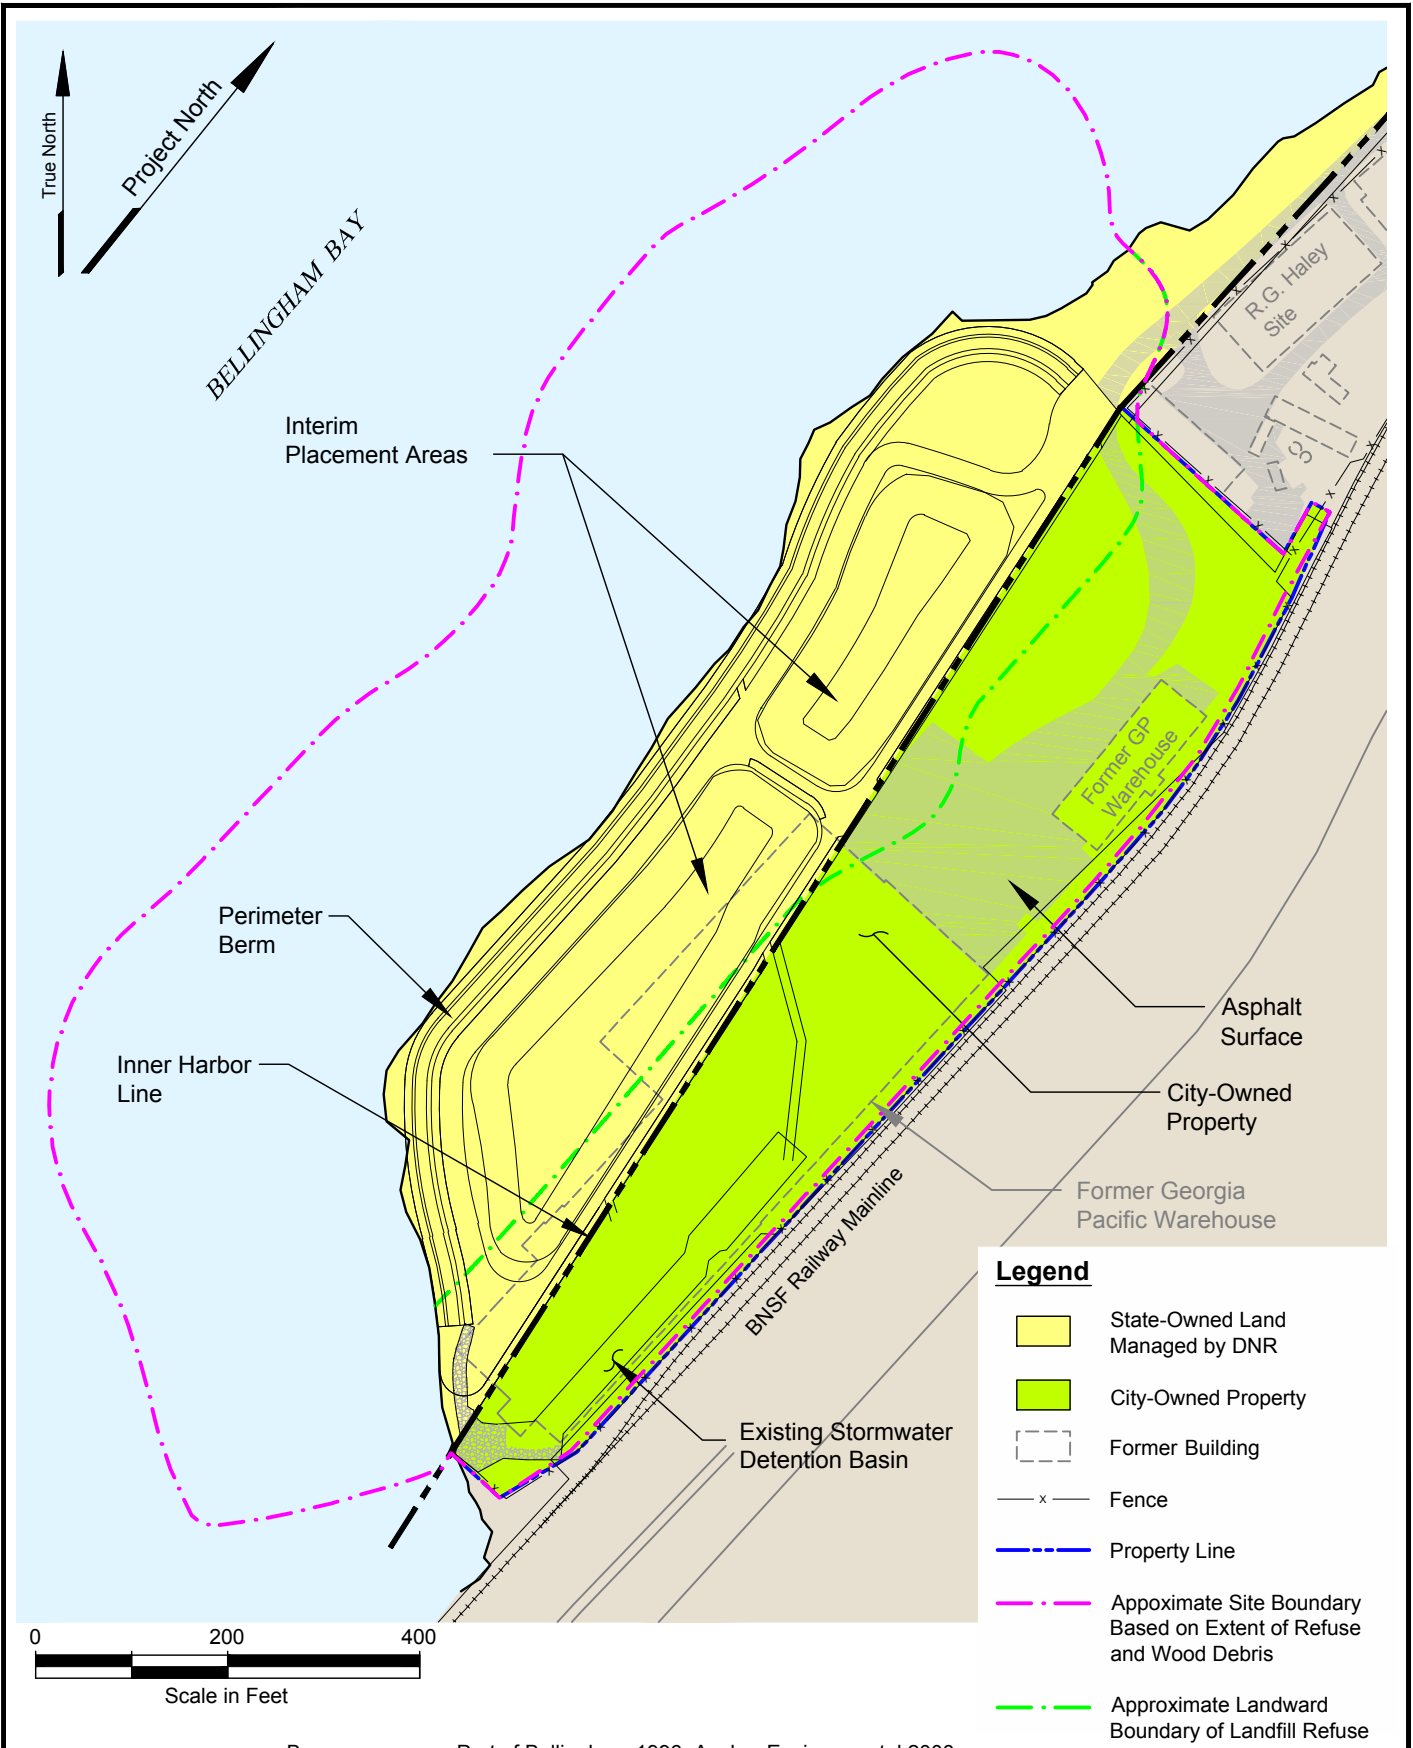 True North
Project North
BELLINGHAM BAY
R.G. Haley
Site
Interim
Placement Areas
Former GP
Warehouse
Perimeter
Berm
Asphalt
Surface
Inner Harbor
Line
City-Owned
Property
Former Georgia
Pacific Warehouse
BNSF Railway Mainline
Existing Stormwater
Detention Basin
Legend
State-Owned Land
Managed by DNR
City-Owned Property
Former Building
x Fence
Property Line
Appoximate Site Boundary
Based on Extent of Refuse
and Wood Debris
Approximate Landward
Boundary of Landfill Refuse
0 200 400
Scale in Feet